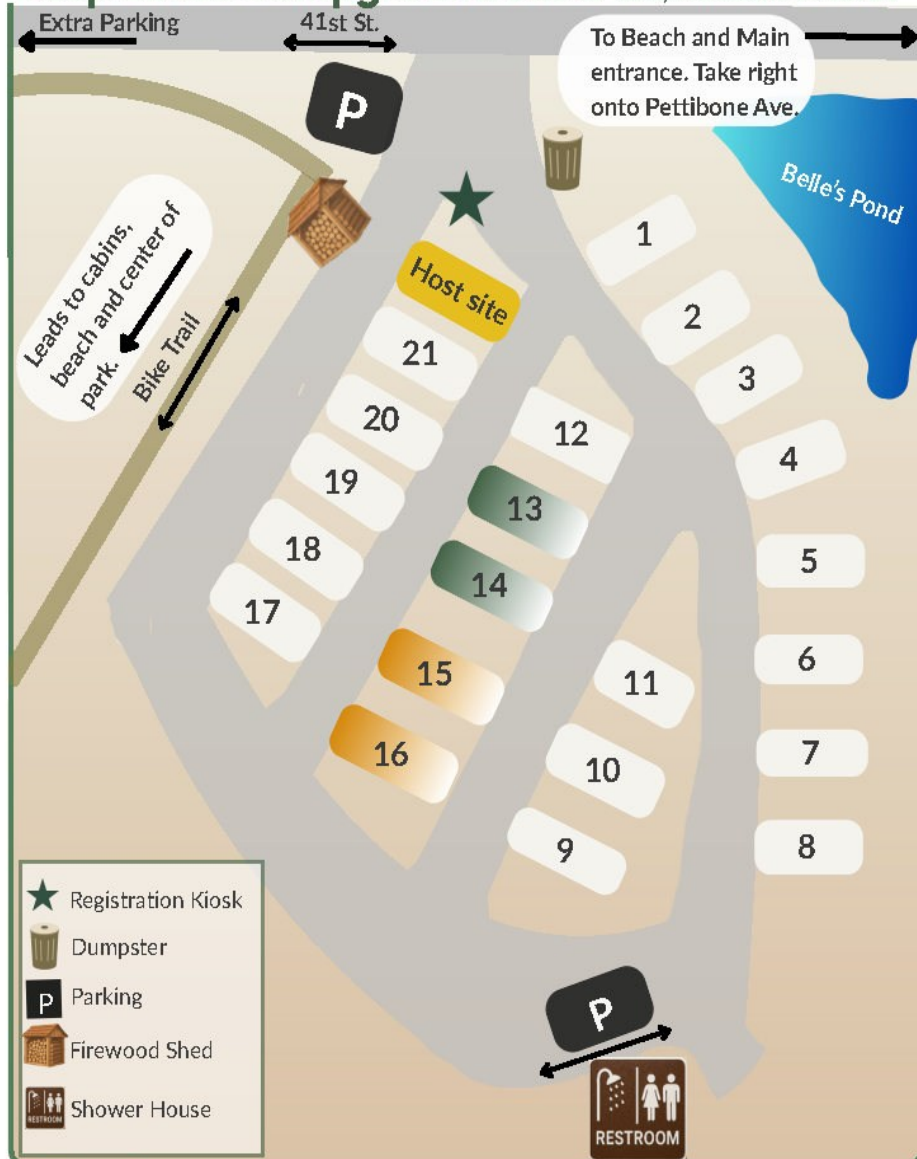 Extra Parking
41st St.
To Beach and Main
entrance. Take right
onto Pettibone Ave.
P
Belle's Pond
Leads to cabins,
beach and center of
park.
Bike Trail
Host site
1
2
3
4
5
6
7
8
21
20
19
18
17
12
13
14
15
16
11
10
9
Registration Kiosk
Dumpster
P Parking
Firewood Shed
RESTROOM Shower House
P
RESTROOM